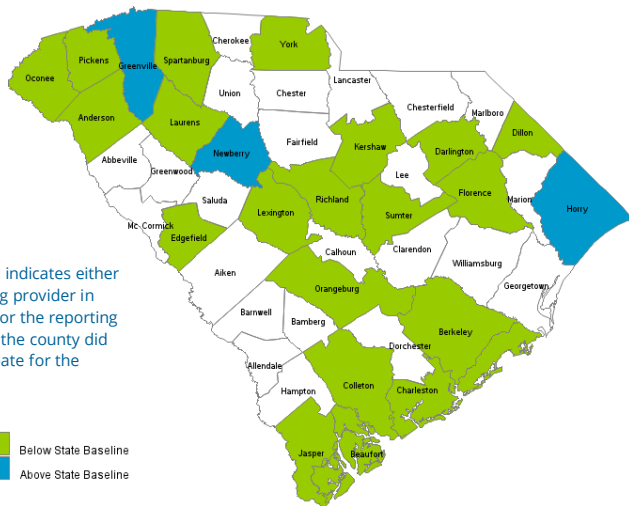 Cherokee
York
Spartanburg
Pickens
Greenville
Oconee
Lancaster
Union
Chester
Chesterfield
Marlboro
Anderson
Laurens
Dillon
Fairfield
Kershaw
Darlington
Newberry
Abbeville
Greenwood
Lee
Florence
Marion
Horry
Saluda
Richland
Lexington
Sumter
Mc Cormick
Edgefield
Calhoun
Clarendon
Williamsburg
Aiken
Georgetown
Orangeburg
Barnwell
Bamberg
Berkeley
Dorchester
Allendale
Colleton
Charleston
Hampton
Jasper
Beaufort
indicates either
g provider in
or the reporting
the county did
ate for the
Below State Baseline
Above State Baseline